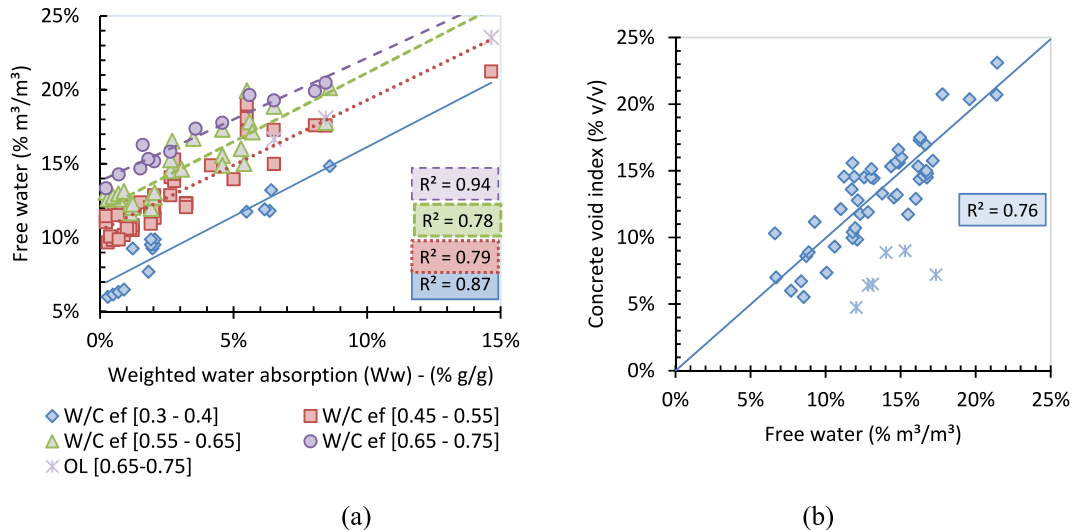 25%
20%
15%
10%
5%
Free water (% m³/m³)
R² = 0.94
R² = 0.78
R² = 0.79
R² = 0.87
0%
5%
10%
15%
Weighted water absorption (Ww) - (% g/g)
W/C ef [0.3 - 0.4]
W/C ef [0.45 - 0.55]
W/C ef [0.55 - 0.65]
W/C ef [0.65 - 0.75]
OL [0.65-0.75]
(a)
25%
20%
15%
10%
5%
0%
Concrete void index (% v/v)
R² = 0.76
0%
5%
10%
15%
20%
25%
Free water (% m³/m³)
(b)